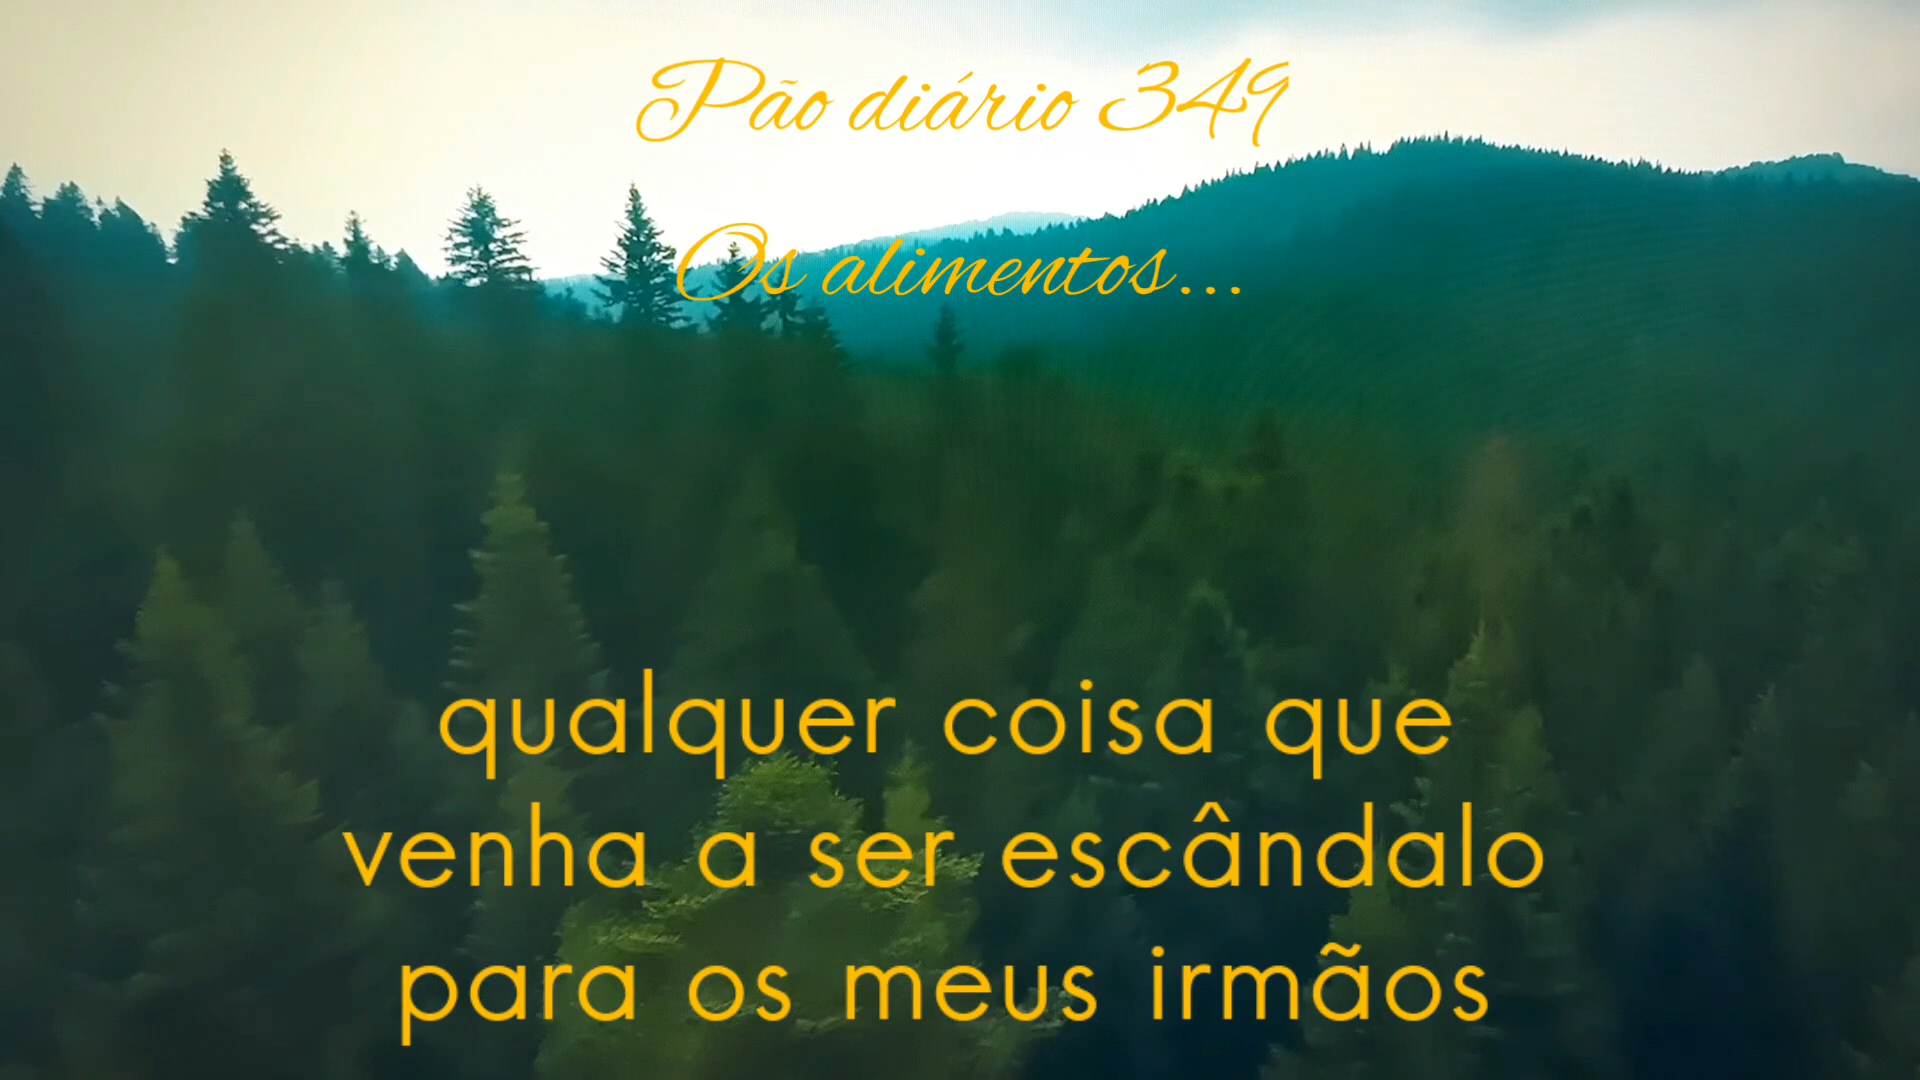 Pão diário 349
Os alimentos...
qualquer coisa que
venha a ser escândalo
para os meus irmãos